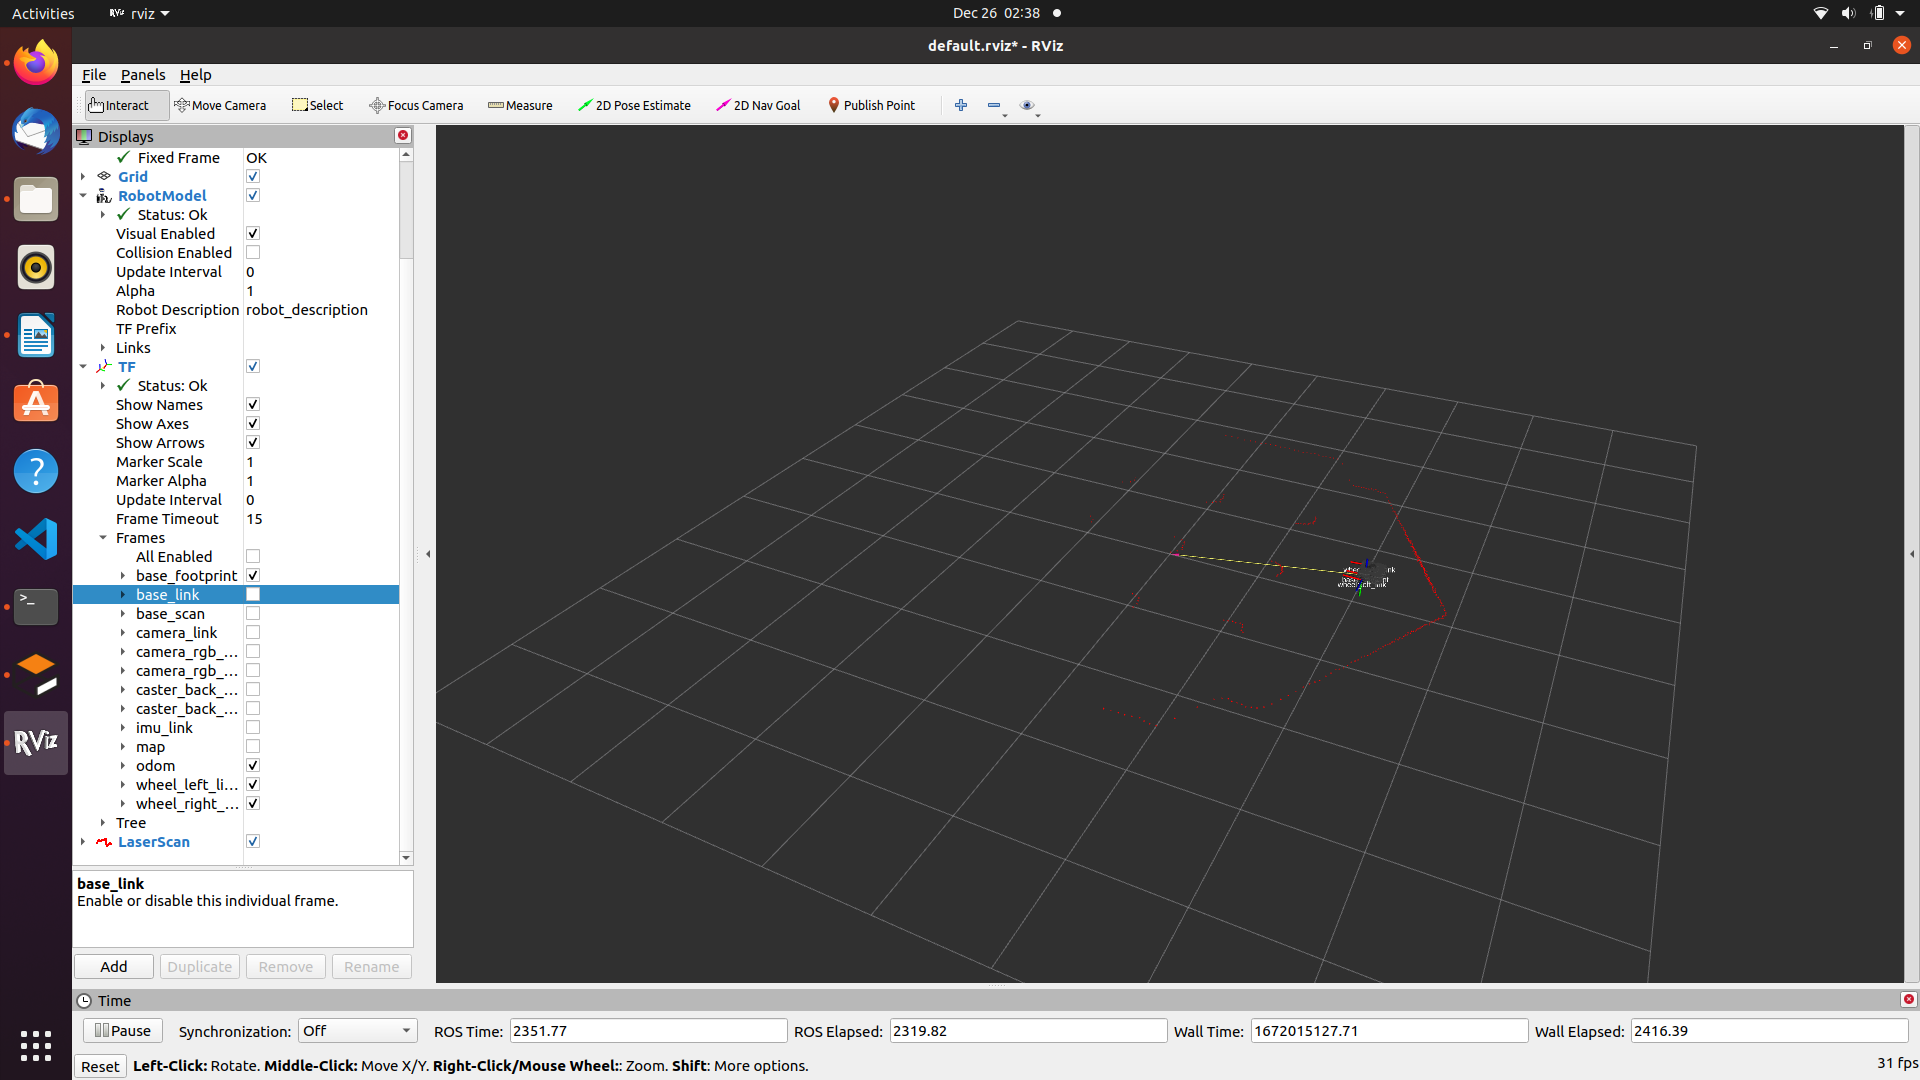 Activities rviz Dec 26 02:38
default.rviz* - RViz
File Panels Help
Interact Move Camera Select Focus Camera Measure 2D Pose Estimate 2D Nav Goal Publish Point
Displays
Fixed Frame OK
Grid
RobotModel
Status: Ok
Visual Enabled
Collision Enabled
Update Interval 0
Alpha 1
Robot Description robot_description
TF Prefix
Links
TF
Status: Ok
Show Names
Show Axes
Show Arrows
Marker Scale 1
Marker Alpha 1
Update Interval 0
Frame Timeout 15
Frames
All Enabled
base_footprint
base_link
base_scan
camera_link
camera_rgb_...
camera_rgb_...
caster_back_...
caster_back_...
imu_link
map
odom
wheel_left_li...
wheel_right_...
Tree
LaserScan
base_link
Enable or disable this individual frame.
Add Duplicate Remove Rename
RViz
Time
Pause Synchronization: Off ROS Time: 2351.77 ROS Elapsed: 2319.82 Wall Time: 1672015127.71 Wall Elapsed: 2416.39
Reset Left-Click: Rotate. Middle-Click: Move X/Y. Right-Click/Mouse Wheel:: Zoom. Shift: More options. 31 fps